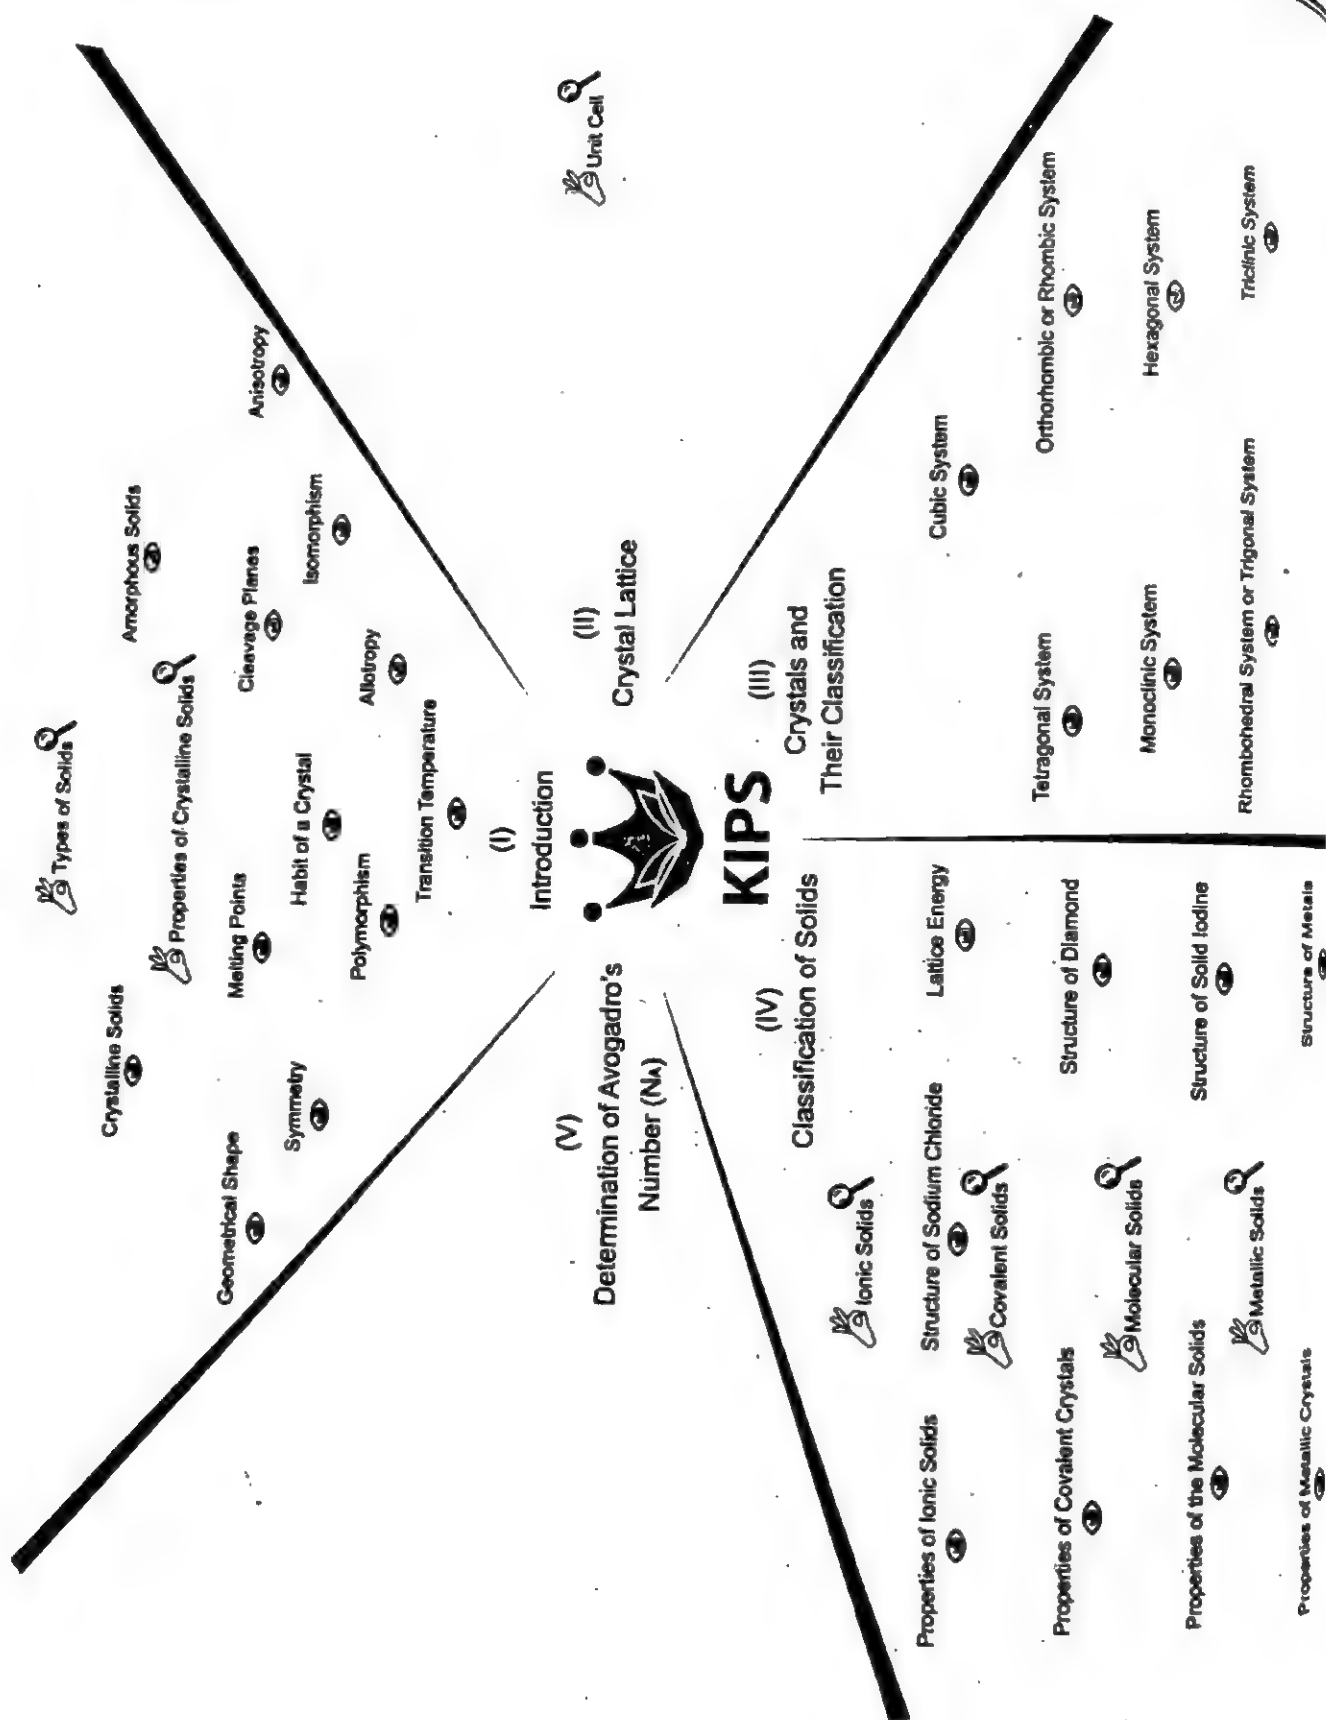 Types of Solids
Crystalline Solids
Amorphous Solids
Properties of Crystalline Solids
Geometrical Shape
Melting Points
Cleavage Planes
Anisotropy
Symmetry
Habit of a Crystal
Isomorphism
Polymorphism
Allotropy
Transition Temperature
(I)
Introduction
(II)
Crystal Lattice
Unit Cell
KIPS
(III)
Crystals and
Their Classification
Cubic System
Tetragonal System
Orthorhombic or Rhombic System
Monoclinic System
Hexagonal System
Rhombohedral System or Trigonal System
Triclinic System
(IV)
Classification of Solids
Ionic Solids
Properties of Ionic Solids
Structure of Sodium Chloride
Lattice Energy
Covalent Solids
Properties of Covalent Crystals
Structure of Diamond
Molecular Solids
Properties of the Molecular Solids
Structure of Solid Iodine
Metallic Solids
Properties of Metallic Crystals
Structure of Metals
(V)
Determination of Avogadro's
Number (NA)